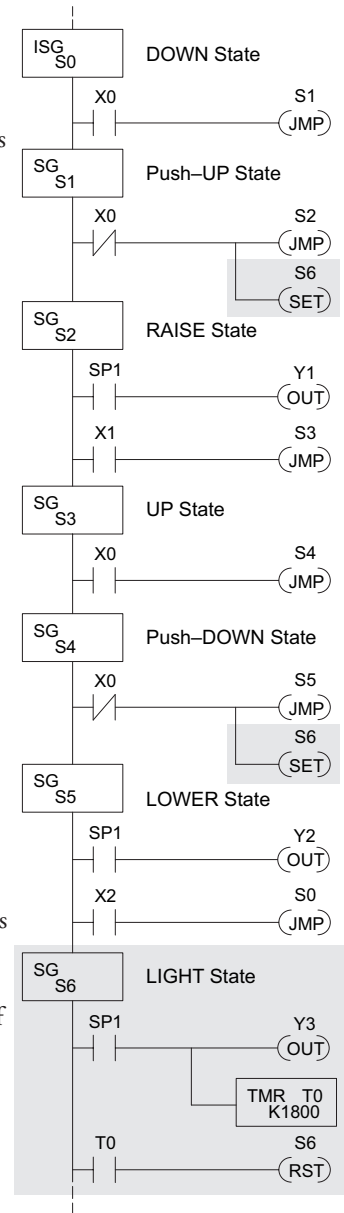 ISG
S0
DOWN State
X0
S1
JMP
s
SG
S1
Push–UP State
X0
S2
JMP
S6
SET
SG
S2
RAISE State
SP1
Y1
OUT
X1
S3
JMP
SG
S3
UP State
X0
S4
JMP
SG
S4
Push–DOWN State
X0
S5
JMP
S6
SET
SG
S5
LOWER State
SP1
Y2
OUT
X2
S0
JMP
s
SG
S6
LIGHT State
f
SP1
Y3
OUT
TMR T0
K1800
T0
S6
RST